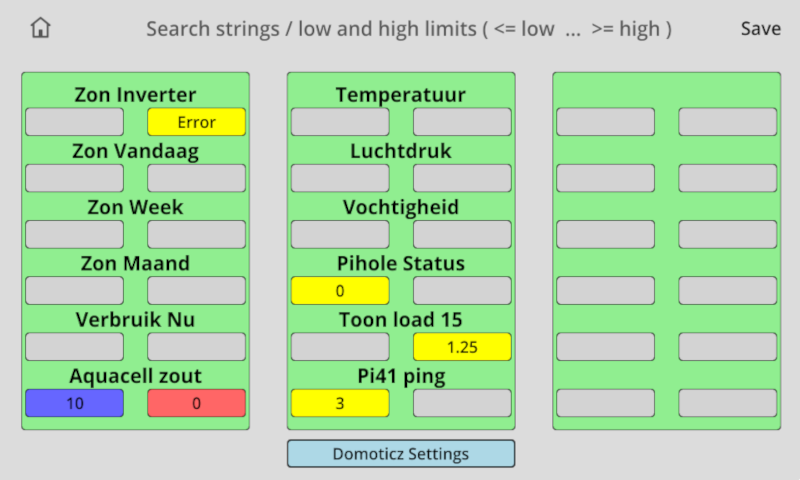 Search strings / low and high limits ( <= low ... >= high )
Save
Zon Inverter
Error
Zon Vandaag
Zon Week
Zon Maand
Verbruik Nu
Aquacell zout
10 0
Temperatuur
Luchtdruk
Vochtigheid
Pihole Status
0
Toon load 15
1.25
Pi41 ping
3
Domoticz Settings